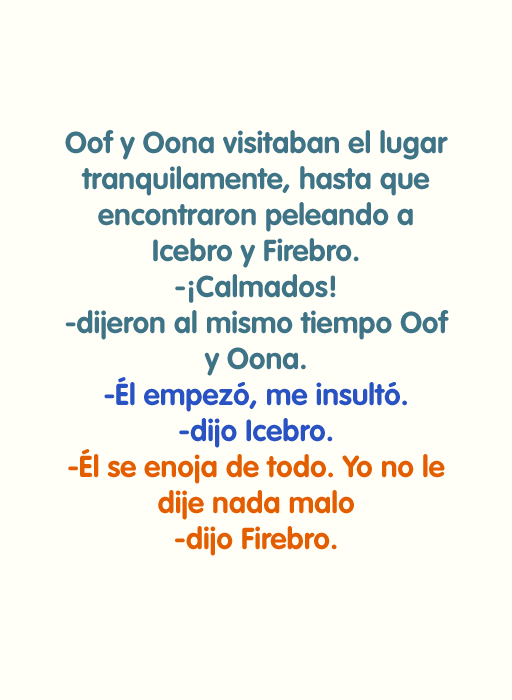 Oof y Oona visitaban el lugar
tranquilamente, hasta que
encontraron peleando a
Icebro y Firebro.
-¡Calmados!
-dijeron al mismo tiempo Oof
y Oona.
-Él empezó, me insultó.
-dijo Icebro.
-Él se enoja de todo. Yo no le
dije nada malo
-dijo Firebro.